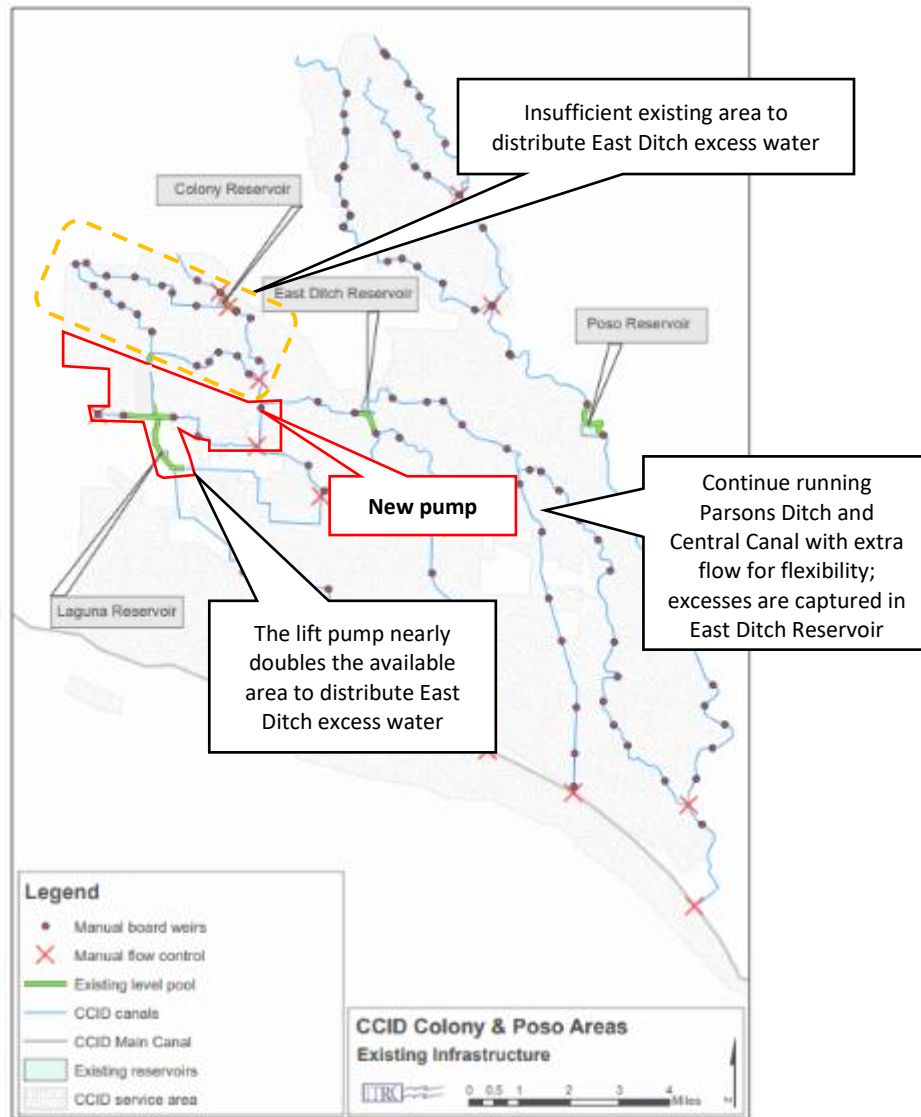 Insufficient existing area to
distribute East Ditch excess water
Colony Reservoir
East Ditch Reservoir
Poso Reservoir
New pump
Continue running
Parsons Ditch and
Central Canal with extra
flow for flexibility;
excesses are captured in
East Ditch Reservoir
Laguna Reservoir
The lift pump nearly
doubles the available
area to distribute East
Ditch excess water
Legend
Manual board weirs
Manual flow control
Existing level pool
CCID canals
CCID Main Canal
Existing reservoirs
CCID service area
CCID Colony & Poso Areas
Existing Infrastructure
ITRC
0 0.5 1 2 3 4
Miles
N